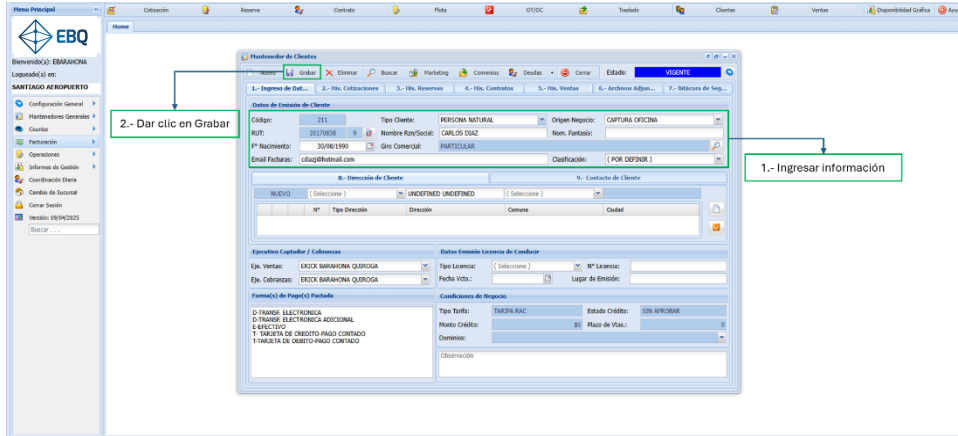 Menu Principal
Cotización
Reserva
Contrato
Flota
OT/OC
Traslado
Clientes
Ventas
Disponibilidad Gráfica
Ayu
Home
EBQ
Bienvenido(a): EBARAHONA
Logueado(a) en:
SANTIAGO AEROPUERTO
Configuración General
Mantenedores Generales
Counter
Facturación
Operaciones
Informes de Gestión
Coordinación Diaria
Cambio de Sucursal
Cerrar Sesión
Versión: 09/04/2025
Buscar . . .
2.- Dar clic en Grabar
1.- Ingresar información
Mantenedor de Clientes
Nuevo
Grabar
Eliminar
Buscar
Marketing
Convenios
Deudas
Cerrar
Estado:
VIGENTE
1.- Ingreso de Dat...
2.- His. Cotizaciones
3.- His. Reservas
4.- His. Contratos
5.- His. Ventas
6.- Archivos Adjun...
7.- Bitácora de Seg...
Datos de Emisión de Cliente
Código: 211 Tipo Cliente: PERSONA NATURAL Origen Negocio: CAPTURA OFICINA
RUT: 20170838 9 Nombre Rzn/Social: CARLOS DIAZ Nom. Fantasía:
F° Nacimiento: 30/08/1990 Giro Comercial: PARTICULAR
Email Facturas: cdiazj@hotmail.com Clasificación: ( POR DEFINIR )
8.- Dirección de Cliente
9.- Contacto de Cliente
NUEVO ( Seleccione ) UNDEFINED UNDEFINED ( Seleccione )
N° Tipo Dirección Dirección Comuna Ciudad
Ejecutivo Captador / Cobranzas
Eje. Ventas: ERICK BARAHONA QUIROGA
Eje. Cobranzas: ERICK BARAHONA QUIROGA
Datos Emisión Licencia de Conducir
Tipo Licencia: ( Seleccione ) N° Licencia:
Fecha Vcto.: Lugar de Emisión:
Forma(s) de Pago(s) Pactada
D-TRANSF. ELECTRONICA
D-TRANSF. ELECTRONICA ADICIONAL
E-EFECTIVO
T- TARJETA DE CREDITO-PAGO CONTADO
T-TARJETA DE DEBITO-PAGO CONTADO
Condiciones de Negocio
Tipo Tarifa: TARIFA RAC Estado Crédito: SIN APROBAR
Monto Crédito: $0 Plazo de Vtas.: 0
Dominios:
Observación